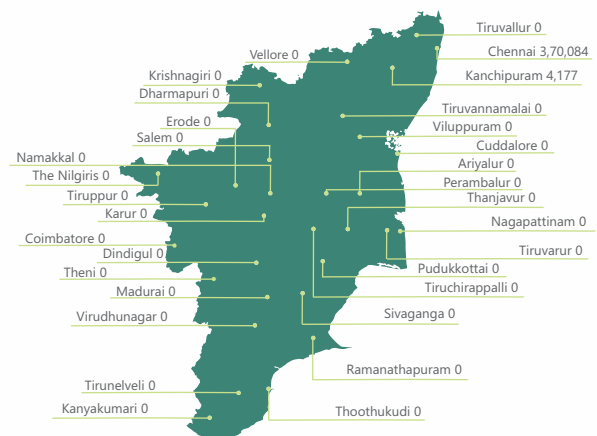 Tiruvallur 0
Chennai 3,70,084
Vellore 0
Kanchipuram 4,177
Krishnagiri 0
Dharmapuri 0
Tiruvannamalai 0
Erode 0
Viluppuram 0
Salem 0
Cuddalore 0
Namakkal 0
Ariyalur 0
The Nilgiris 0
Perambalur 0
Tiruppur 0
Thanjavur 0
Karur 0
Nagapattinam 0
Coimbatore 0
Tiruvarur 0
Dindigul 0
Pudukkottai 0
Theni 0
Tiruchirappalli 0
Madurai 0
Sivaganga 0
Virudhunagar 0
Ramanathapuram 0
Tirunelveli 0
Kanyakumari 0
Thoothukudi 0